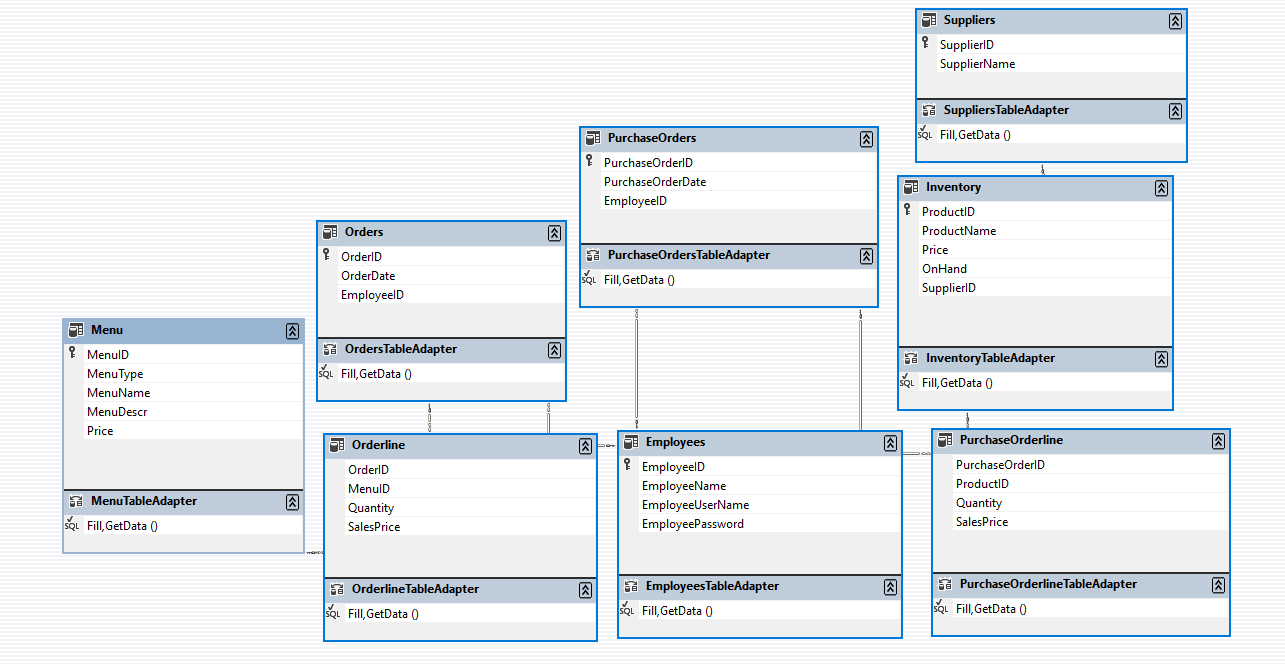 Suppliers
SupplierID
SupplierName
SuppliersTableAdapter
SQL Fill,GetData ()
PurchaseOrders
PurchaseOrderID
PurchaseOrderDate
EmployeeID
PurchaseOrdersTableAdapter
SQL Fill,GetData ()
Inventory
ProductID
ProductName
Price
OnHand
SupplierID
InventoryTableAdapter
SQL Fill,GetData ()
Orders
OrderID
OrderDate
EmployeeID
OrdersTableAdapter
SQL Fill,GetData ()
Menu
MenuID
MenuType
MenuName
MenuDescr
Price
MenuTableAdapter
SQL Fill,GetData ()
Orderline
OrderID
MenuID
Quantity
SalesPrice
OrderlineTableAdapter
SQL Fill,GetData ()
Employees
EmployeeID
EmployeeName
EmployeeUserName
EmployeePassword
EmployeesTableAdapter
SQL Fill,GetData ()
PurchaseOrderline
PurchaseOrderID
ProductID
Quantity
SalesPrice
PurchaseOrderlineTableAdapter
SQL Fill,GetData ()